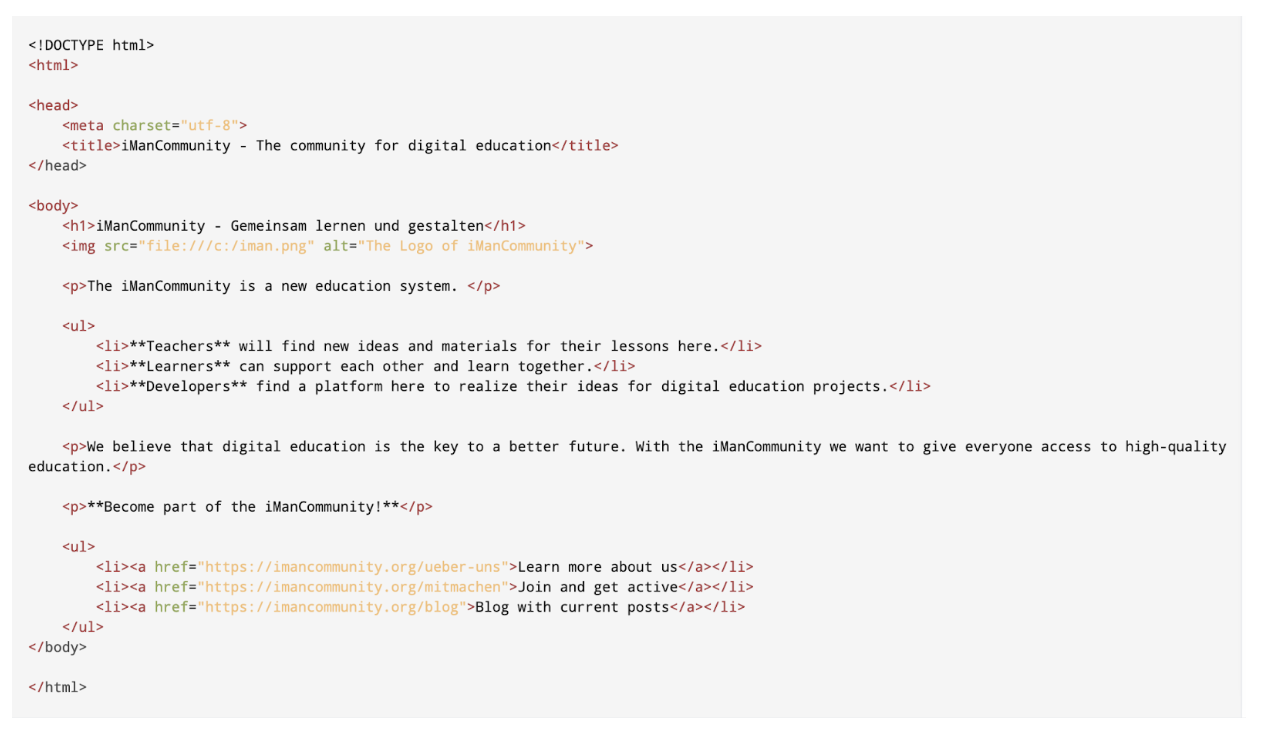 <!DOCTYPE html>
<html>
<head>
<meta charset="utf-8">
<title>iManCommunity - The community for digital education</title>
</head>
<body>
<h1>iManCommunity - Gemeinsam lernen und gestalten</h1>
<img src="file:///c:/iman.png" alt="The Logo of iManCommunity">
<p>The iManCommunity is a new education system. </p>
<ul>
<li>**Teachers** will find new ideas and materials for their lessons here.</li>
<li>**Learners** can support each other and learn together.</li>
<li>**Developers** find a platform here to realize their ideas for digital education projects.</li>
</ul>
<p>We believe that digital education is the key to a better future. With the iManCommunity we want to give everyone access to high-quality
education.</p>
<p>**Become part of the iManCommunity!**</p>
<ul>
<li><a href="https://imancommunity.org/ueber-uns">Learn more about us</a></li>
<li><a href="https://imancommunity.org/mitmachen">Join and get active</a></li>
<li><a href="https://imancommunity.org/blog">Blog with current posts</a></li>
</ul>
</body>
</html>